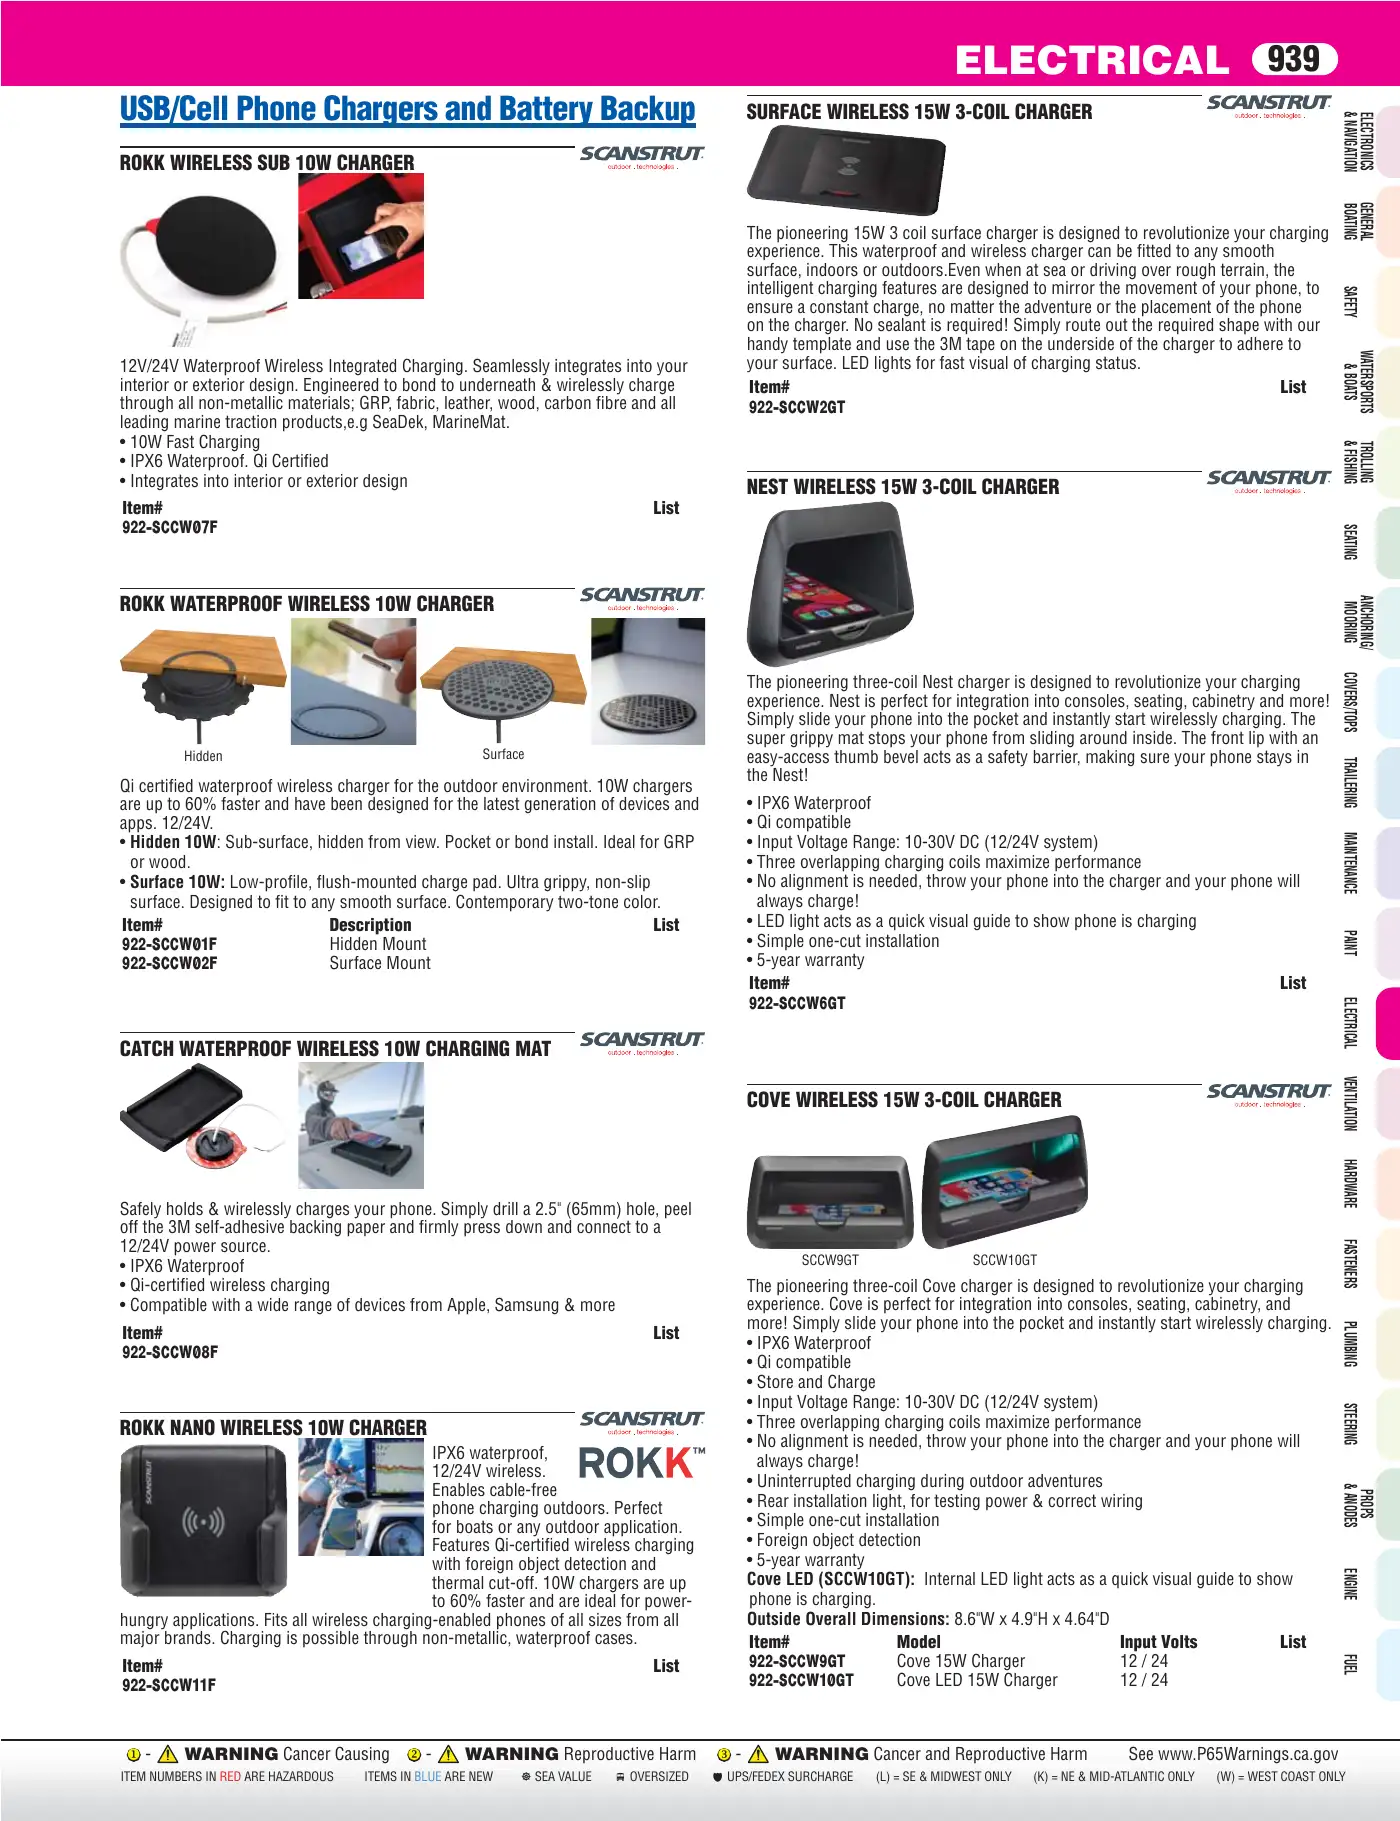 ELECTRICAL 939
USB/Cell Phone Chargers and Battery Backup
ROKK WIRELESS SUB 10W CHARGER
SCANSTRUT
outdoor . technologies .
12V/24V Waterproof Wireless Integrated Charging. Seamlessly integrates into your
interior or exterior design. Engineered to bond to underneath & wirelessly charge
through all non-metallic materials; GRP, fabric, leather, wood, carbon fibre and all
leading marine traction products,e.g SeaDek, MarineMat.
• 10W Fast Charging
• IPX6 Waterproof. Qi Certified
• Integrates into interior or exterior design
Item# List
922-SCCW07F
ROKK WATERPROOF WIRELESS 10W CHARGER
SCANSTRUT
outdoor . technologies .
Hidden
Surface
Qi certified waterproof wireless charger for the outdoor environment. 10W chargers
are up to 60% faster and have been designed for the latest generation of devices and
apps. 12/24V.
• Hidden 10W: Sub-surface, hidden from view. Pocket or bond install. Ideal for GRP
or wood.
• Surface 10W: Low-profile, flush-mounted charge pad. Ultra grippy, non-slip
surface. Designed to fit to any smooth surface. Contemporary two-tone color.
Item# Description List
922-SCCW01F Hidden Mount
922-SCCW02F Surface Mount
CATCH WATERPROOF WIRELESS 10W CHARGING MAT
SCANSTRUT
outdoor . technologies .
Safely holds & wirelessly charges your phone. Simply drill a 2.5" (65mm) hole, peel
off the 3M self-adhesive backing paper and firmly press down and connect to a
12/24V power source.
• IPX6 Waterproof
• Qi-certified wireless charging
• Compatible with a wide range of devices from Apple, Samsung & more
Item# List
922-SCCW08F
ROKK NANO WIRELESS 10W CHARGER
SCANSTRUT
outdoor . technologies .
ROKK™
SCANSTRUT
IPX6 waterproof,
12/24V wireless.
Enables cable-free
phone charging outdoors. Perfect
for boats or any outdoor application.
Features Qi-certified wireless charging
with foreign object detection and
thermal cut-off. 10W chargers are up
to 60% faster and are ideal for power-
hungry applications. Fits all wireless charging-enabled phones of all sizes from all
major brands. Charging is possible through non-metallic, waterproof cases.
Item# List
922-SCCW11F
SURFACE WIRELESS 15W 3-COIL CHARGER
SCANSTRUT
outdoor . technologies .
The pioneering 15W 3 coil surface charger is designed to revolutionize your charging
experience. This waterproof and wireless charger can be fitted to any smooth
surface, indoors or outdoors.Even when at sea or driving over rough terrain, the
intelligent charging features are designed to mirror the movement of your phone, to
ensure a constant charge, no matter the adventure or the placement of the phone
on the charger. No sealant is required! Simply route out the required shape with our
handy template and use the 3M tape on the underside of the charger to adhere to
your surface. LED lights for fast visual of charging status.
Item# List
922-SCCW2GT
NEST WIRELESS 15W 3-COIL CHARGER
SCANSTRUT
outdoor . technologies .
The pioneering three-coil Nest charger is designed to revolutionize your charging
experience. Nest is perfect for integration into consoles, seating, cabinetry and more!
Simply slide your phone into the pocket and instantly start wirelessly charging. The
super grippy mat stops your phone from sliding around inside. The front lip with an
easy-access thumb bevel acts as a safety barrier, making sure your phone stays in
the Nest!
• IPX6 Waterproof
• Qi compatible
• Input Voltage Range: 10-30V DC (12/24V system)
• Three overlapping charging coils maximize performance
• No alignment is needed, throw your phone into the charger and your phone will
always charge!
• LED light acts as a quick visual guide to show phone is charging
• Simple one-cut installation
• 5-year warranty
Item# List
922-SCCW6GT
COVE WIRELESS 15W 3-COIL CHARGER
SCANSTRUT
outdoor . technologies .
SCCW9GT
SCCW10GT
The pioneering three-coil Cove charger is designed to revolutionize your charging
experience. Cove is perfect for integration into consoles, seating, cabinetry, and
more! Simply slide your phone into the pocket and instantly start wirelessly charging.
• IPX6 Waterproof
• Qi compatible
• Store and Charge
• Input Voltage Range: 10-30V DC (12/24V system)
• Three overlapping charging coils maximize performance
• No alignment is needed, throw your phone into the charger and your phone will
always charge!
• Uninterrupted charging during outdoor adventures
• Rear installation light, for testing power & correct wiring
• Simple one-cut installation
• Foreign object detection
• 5-year warranty
Cove LED (SCCW10GT): Internal LED light acts as a quick visual guide to show
phone is charging.
Outside Overall Dimensions: 8.6"W x 4.9"H x 4.64"D
Item# Model Input Volts List
922-SCCW9GT Cove 15W Charger 12 / 24
922-SCCW10GT Cove LED 15W Charger 12 / 24
ELECTRONICS
& NAVIGATION
GENERAL
BOATING
SAFETY
WATERSPORTS
& BOATS
TROLLING
& FISHING
SEATING
ANCHORING/
MOORING
COVERS/TOPS
TRAILERING
MAINTENANCE
PAINT
ELECTRICAL
VENTILATION
HARDWARE
FASTENERS
PLUMBING
STEERING
PROPS
& ANODES
ENGINE
FUEL
1 - WARNING Cancer Causing 2 - WARNING Reproductive Harm 3 - WARNING Cancer and Reproductive Harm See www.P65Warnings.ca.gov
ITEM NUMBERS IN RED ARE HAZARDOUS ITEMS IN BLUE ARE NEW SEA VALUE OVERSIZED UPS/FEDEX SURCHARGE (L) = SE & MIDWEST ONLY (K) = NE & MID-ATLANTIC ONLY (W) = WEST COAST ONLY